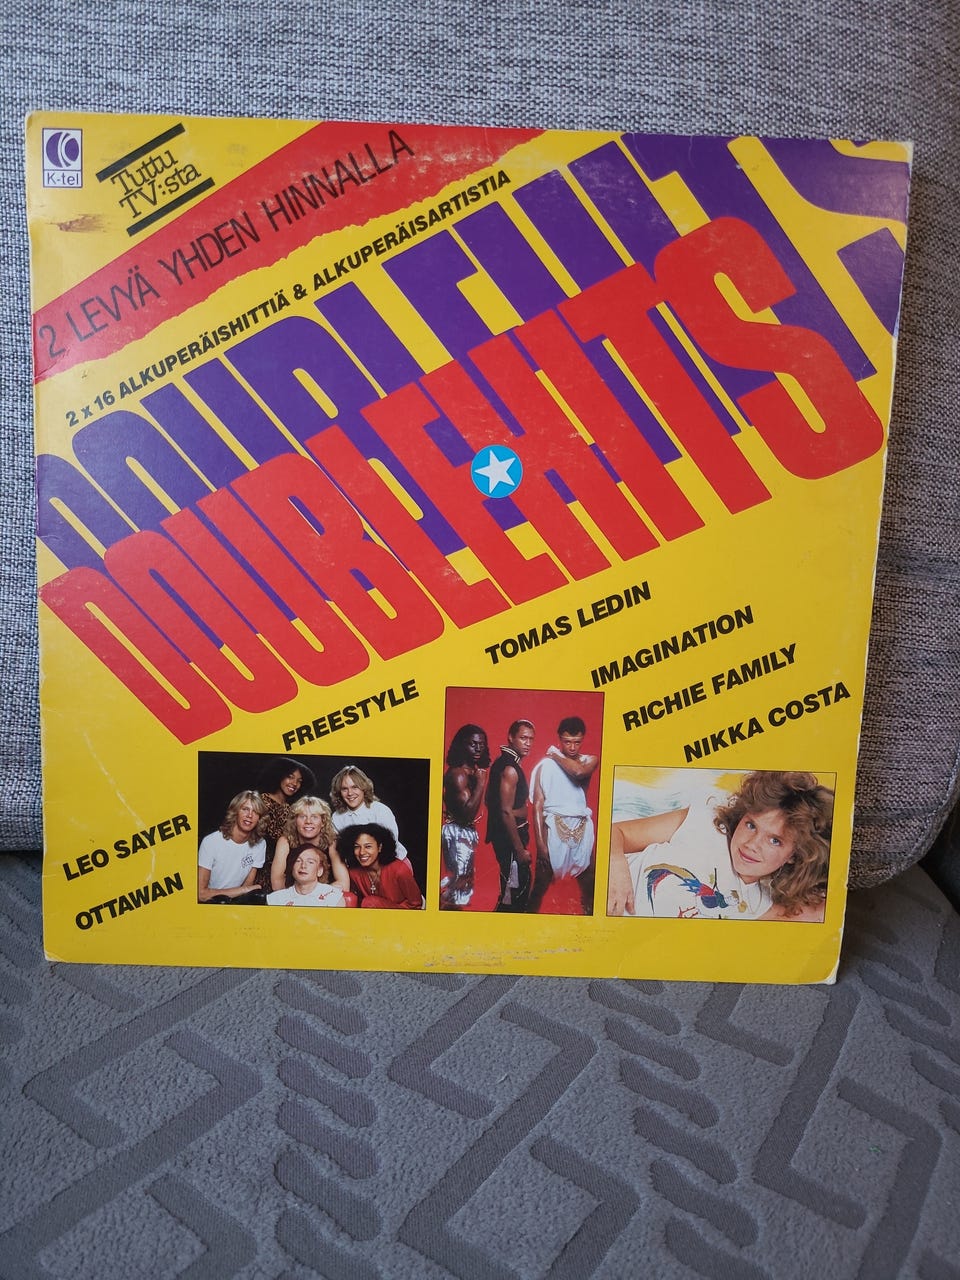 K-tel
Tuttu
TV:sta
2 LEVYÄ YHDEN HINNALLA
2 x 16 ALKUPERÄISHITTIÄ & ALKUPERÄISARTISTIA
DOUBLEHITS
DOUBLEHITS
TOMAS LEDIN
IMAGINATION
RICHIE FAMILY
NIKKA COSTA
FREESTYLE
LEO SAYER
OTTAWAN